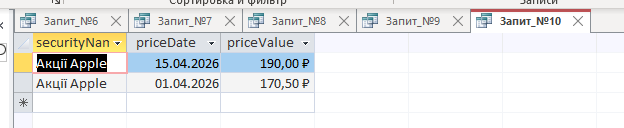 Сортировка и фильтр Записи
Запит_№6 Запит_№7 Запит_№8 Запит_№9 Запит_№10
securityNan priceDate priceValue
Акції Apple 15.04.2026 190,00 ₽
Акції Apple 01.04.2026 170,50 ₽